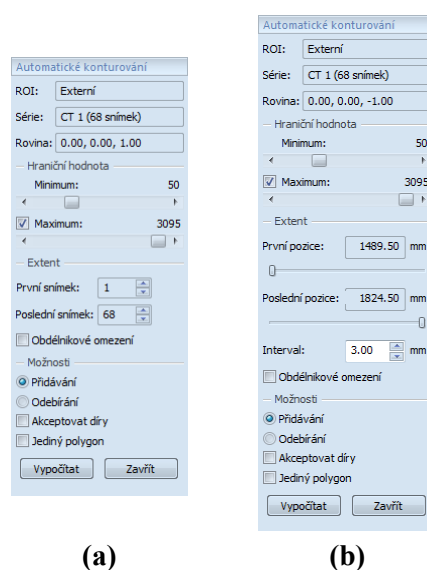 Automatické konturování
ROI: Externí
Série: CT 1 (68 snímek)
Rovina: 0.00, 0.00, 1.00
Hraniční hodnota
Minimum: 50
Maximum: 3095
Extent
První snímek: 1
Poslední snímek: 68
Obdélnikové omezení
Možnosti
Přidávání
Odebírání
Akceptovat díry
Jediný polygon
Vypočítat Zavřít
(a)
Automatické konturování
ROI: Externí
Série: CT 1 (68 snímek)
Rovina: 0.00, 0.00, -1.00
Hraniční hodnota
Minimum: 50
Maximum: 3095
Extent
První pozice: 1489.50 mm
Poslední pozice: 1824.50 mm
Interval: 3.00 mm
Obdélnikové omezení
Možnosti
Přidávání
Odebírání
Akceptovat díry
Jediný polygon
Vypočítat Zavřít
(b)